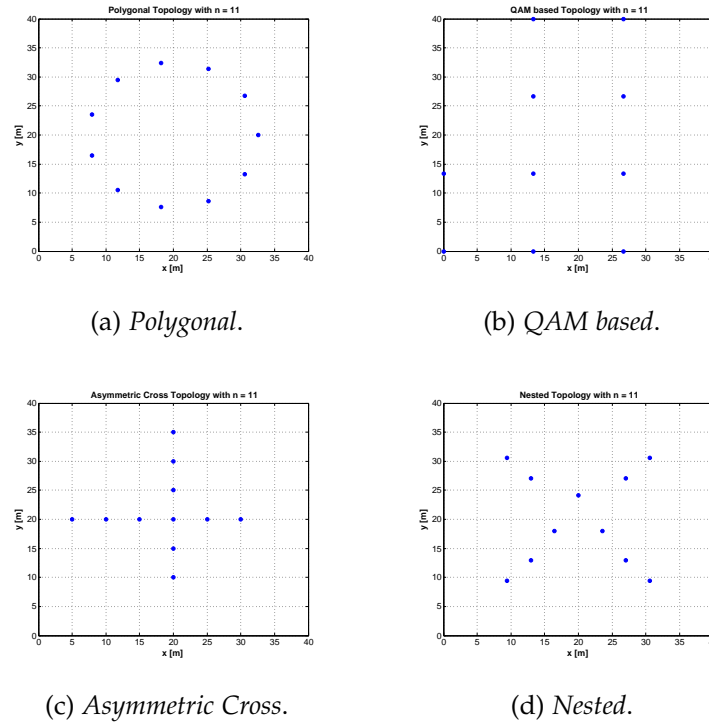 Polygonal Topology with n = 11
40
35
30
25
20
15
10
5
0
y [m]
0 5 10 15 20 25 30 35 40
x [m]
(a) Polygonal.
QAM based Topology with n = 11
40
35
30
25
20
15
10
5
0
y [m]
0 5 10 15 20 25 30 35
x [m]
(b) QAM based.
Asymmetric Cross Topology with n = 11
40
35
30
25
20
15
10
5
0
y [m]
0 5 10 15 20 25 30 35 40
x [m]
(c) Asymmetric Cross.
Nested Topology with n = 11
40
35
30
25
20
15
10
5
0
y [m]
0 5 10 15 20 25 30 35
x [m]
(d) Nested.